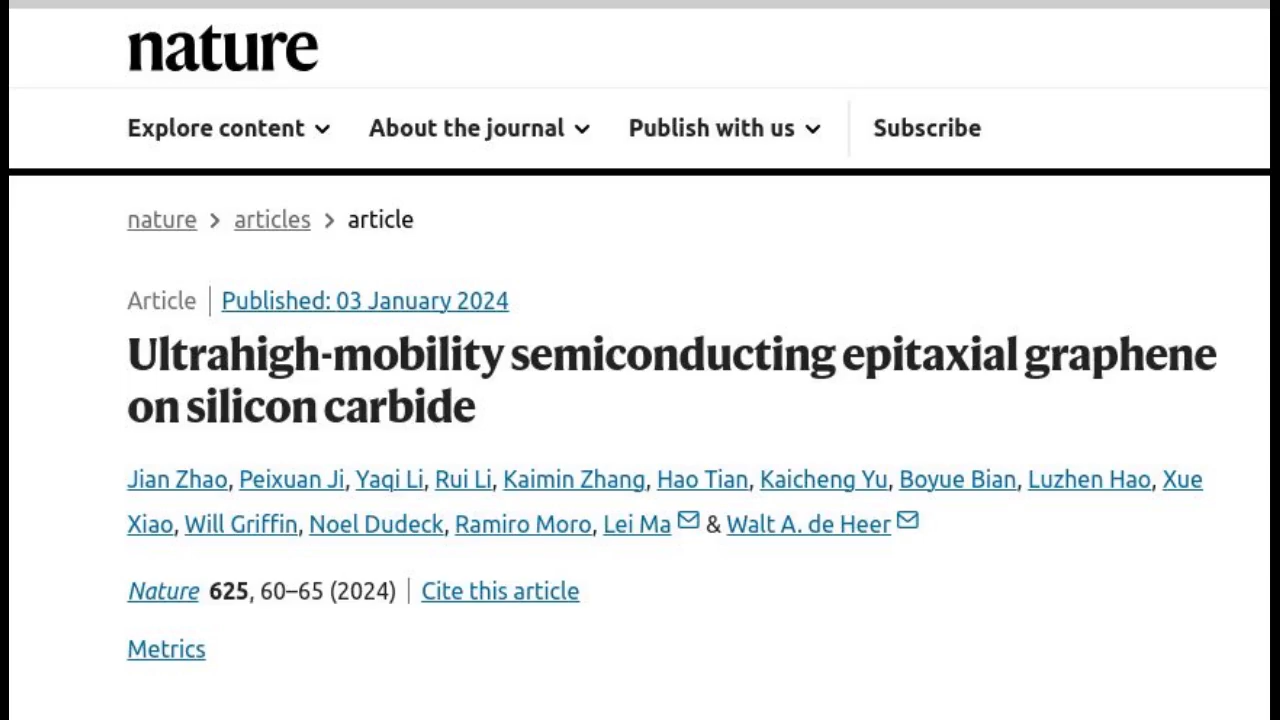 nature
Explore content About the journal Publish with us Subscribe
nature > articles > article
Article | Published: 03 January 2024
Ultrahigh-mobility semiconducting epitaxial graphene
on silicon carbide
Jian Zhao, Peixuan Ji, Yaqi Li, Rui Li, Kaimin Zhang, Hao Tian, Kaicheng Yu, Boyue Bian, Luzhen Hao, Xue
Xiao, Will Griffin, Noel Dudeck, Ramiro Moro, Lei Ma & Walt A. de Heer
Nature 625, 60–65 (2024) | Cite this article
Metrics